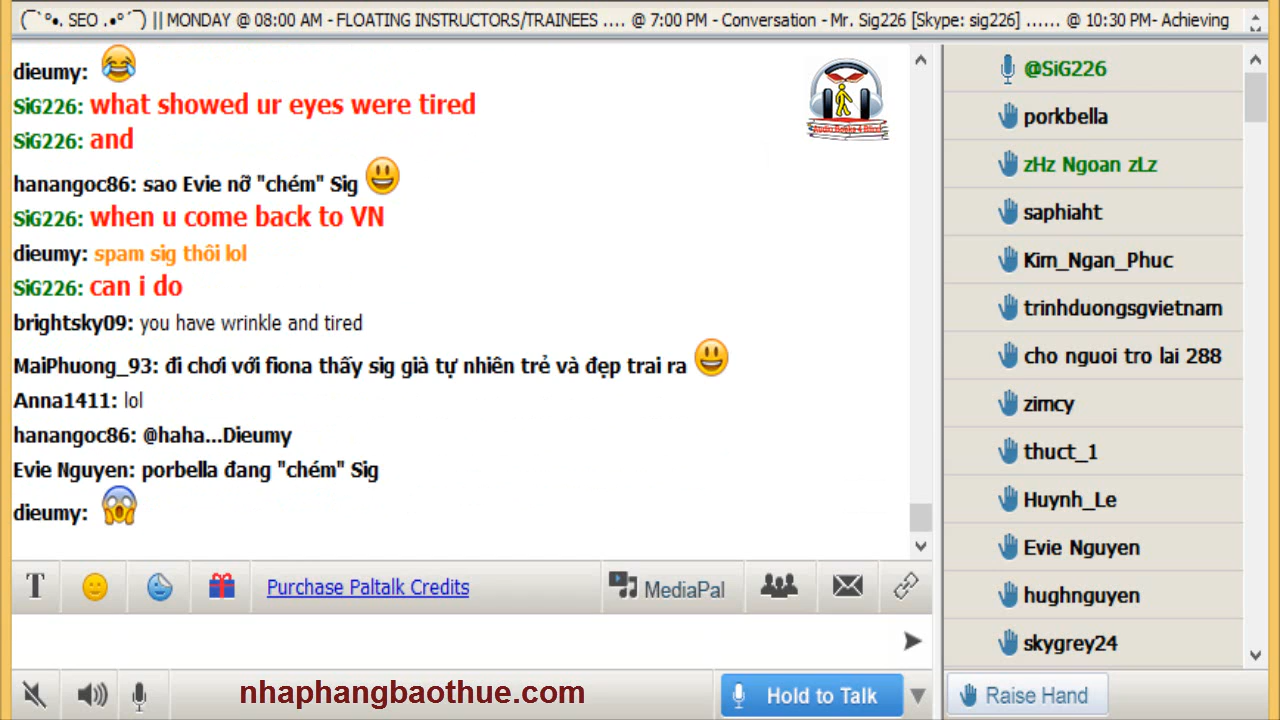 (¯`°•. SEO .•°´¯) || MONDAY @ 08:00 AM - FLOATING INSTRUCTORS/TRAINEES .... @ 7:00 PM - Conversation - Mr. Sig226 [Skype: sig226] ...... @ 10:30 PM- Achieving
dieumy:
SiG226: what showed ur eyes were tired
SiG226: and
hanangoc86: sao Evie nỡ "chém" Sig
SiG226: when u come back to VN
dieumy: spam sig thôi lol
SiG226: can i do
brightsky09: you have wrinkle and tired
MaiPhuong_93: đi chơi với fiona thấy sig già tự nhiên trẻ và đẹp trai ra
Anna1411: lol
hanangoc86: @haha...Dieumy
Evie Nguyen: porbella đang "chém" Sig
dieumy:
Audio Books 4 Blind
@SiG226
porkbella
zHz Ngoan zLz
saphiaht
Kim_Ngan_Phuc
trinhduongsgvietnam
cho nguoi tro lai 288
zimcy
thuct_1
Huynh_Le
Evie Nguyen
hughnguyen
skygrey24
T
Purchase Paltalk Credits
MediaPal
nhaphangbaothue.com
Hold to Talk
Raise Hand